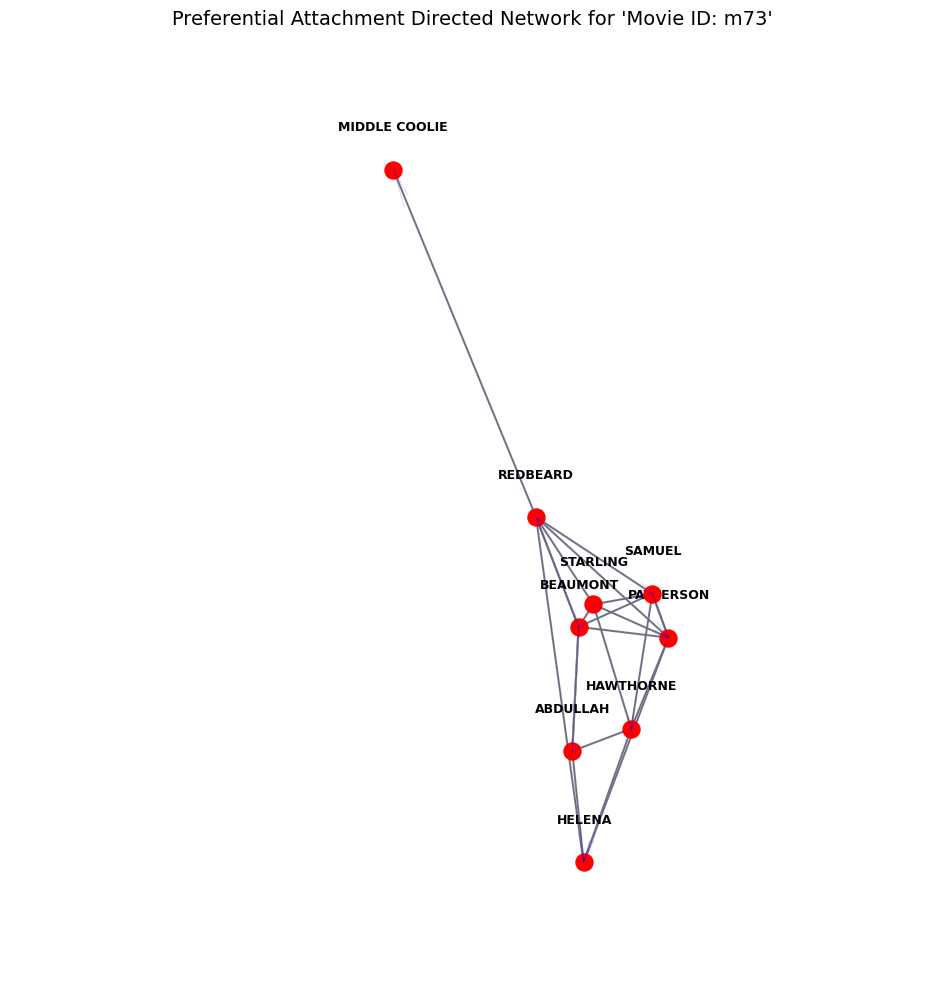 Preferential Attachment Directed Network for 'Movie ID: m73'
MIDDLE COOLIE
REDBEARD
SAMUEL
STARLING
BEAUMONT
PATTERSON
HAWTHORNE
ABDULLAH
HELENA